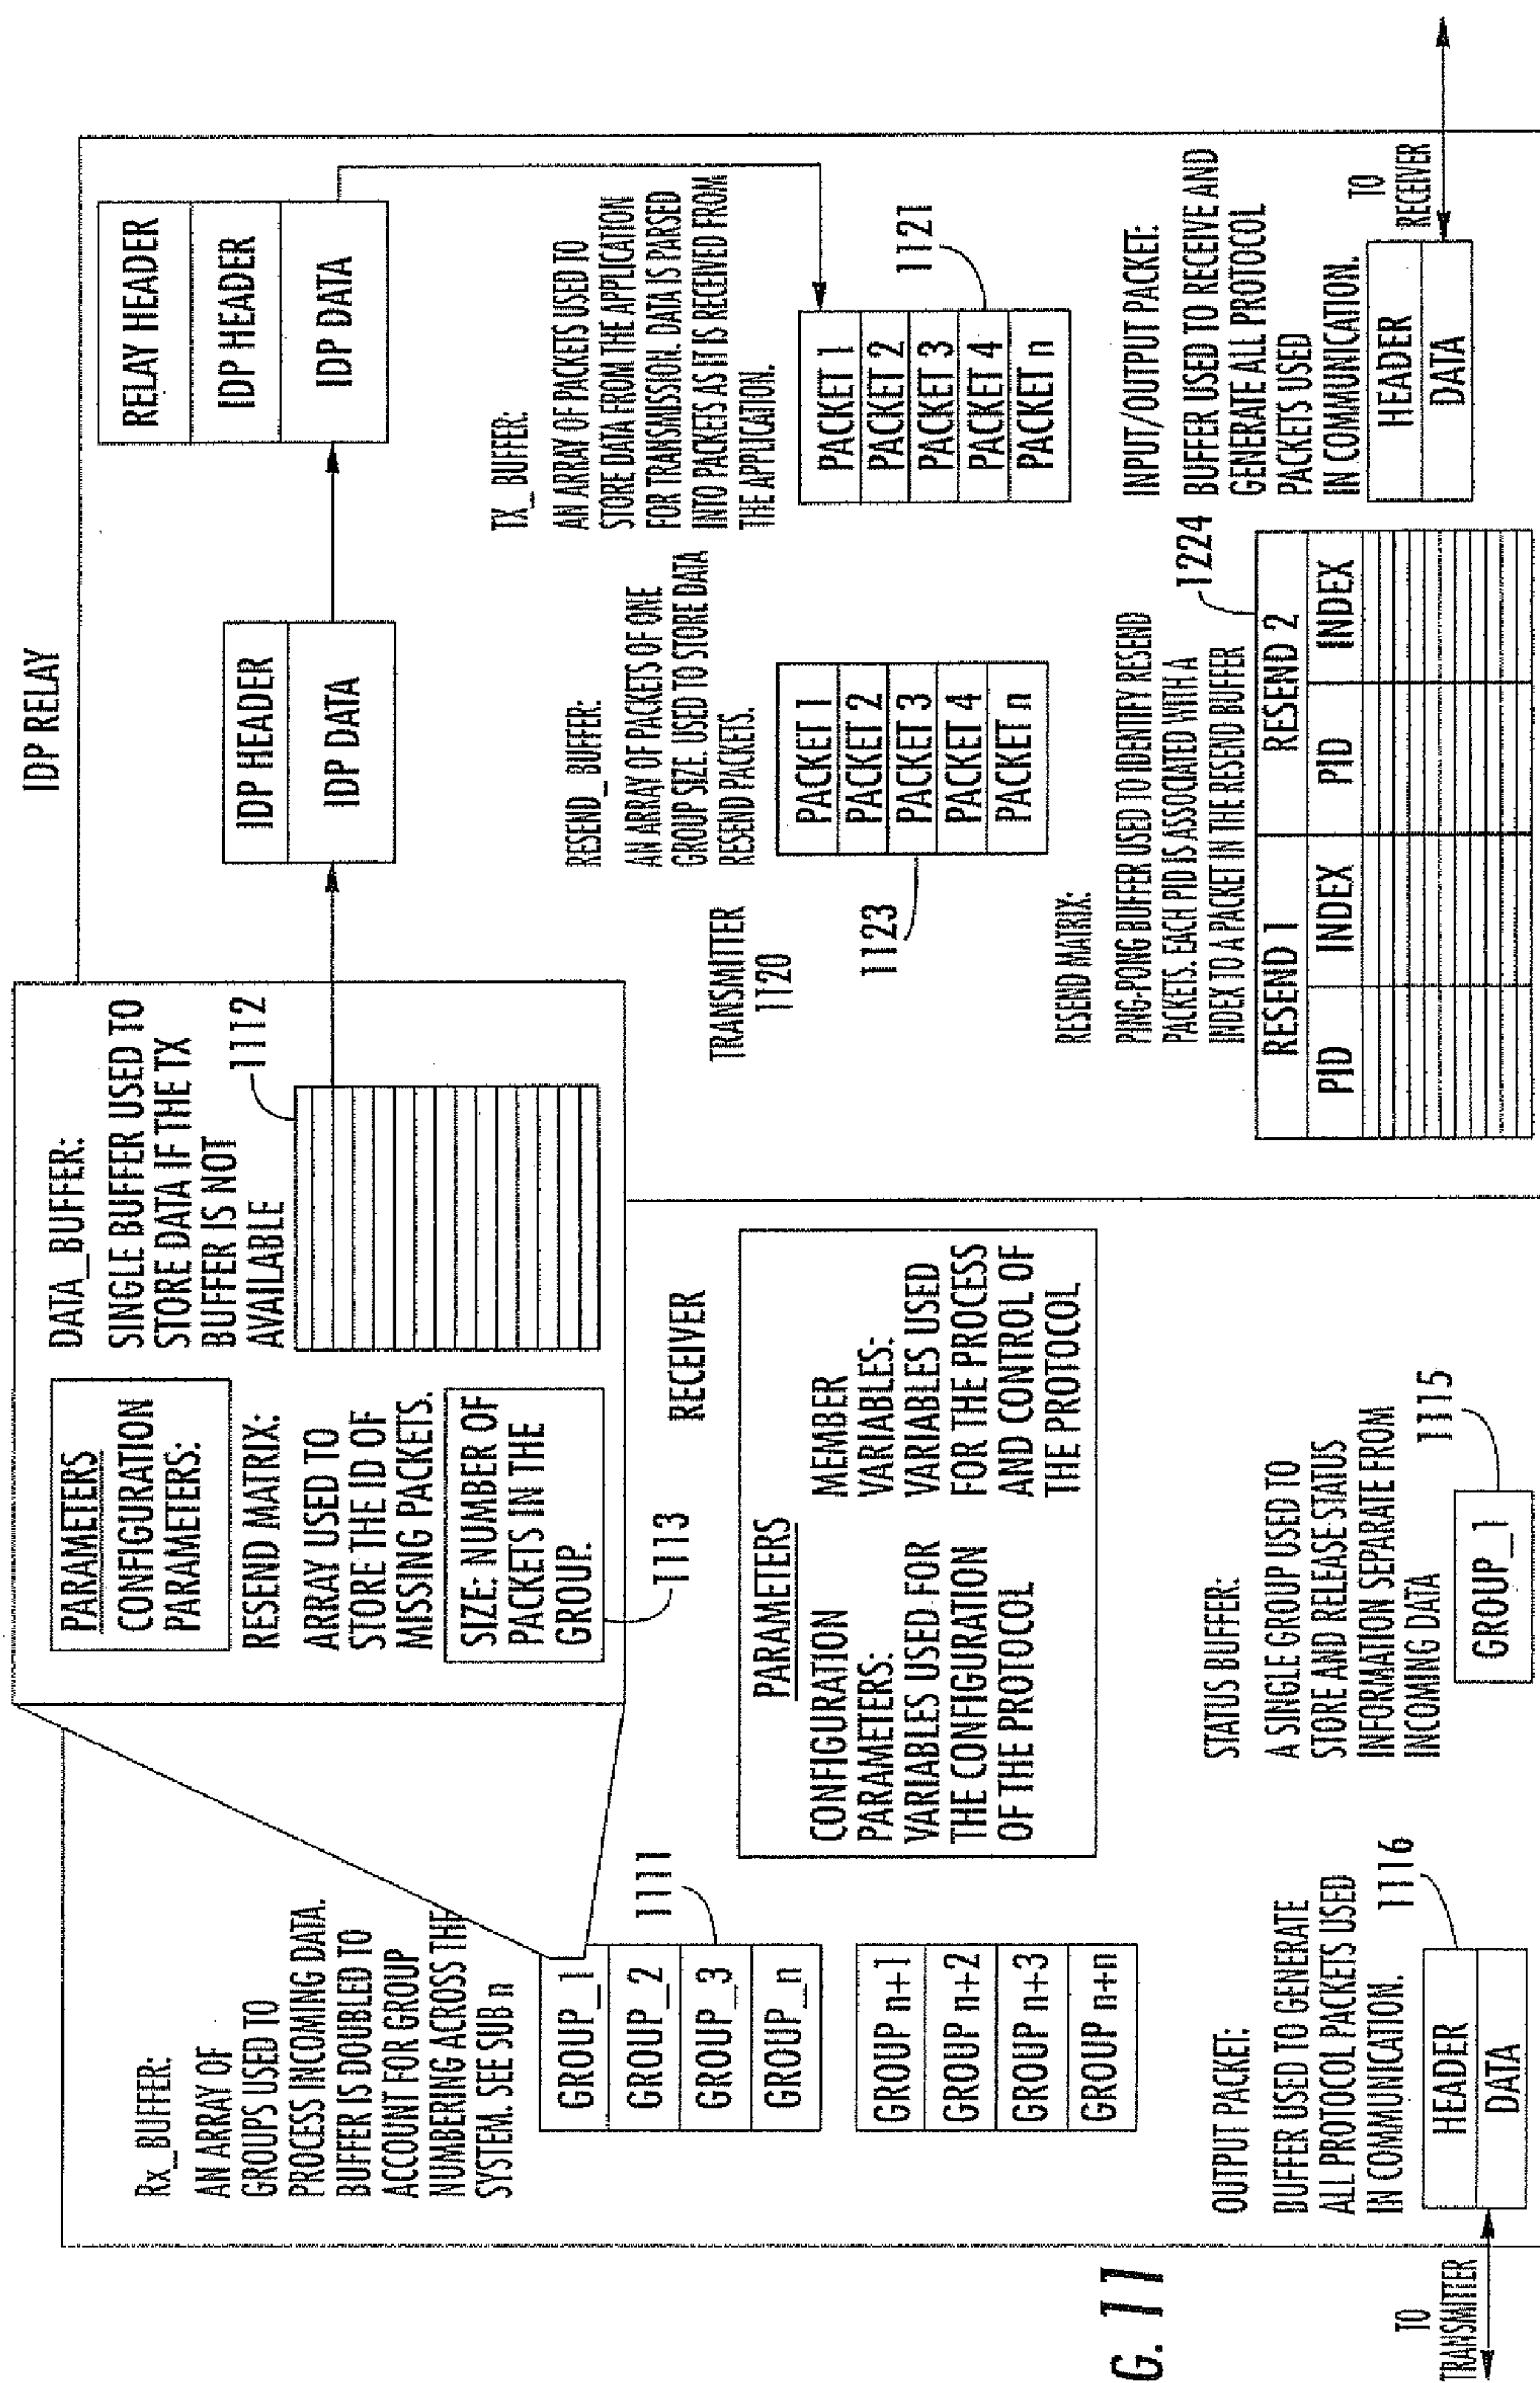 IDP RELAY
Rx_BUFFER:
AN ARRAY OF
GROUPS USED TO
PROCESS INCOMING DATA.
BUFFER IS DOUBLED TO
ACCOUNT FOR GROUP
NUMBERING ACROSS THE
SYSTEM. SEE SUB n
GROUP_1
GROUP_2
GROUP_3
GROUP_n
1111
GROUP n+1
GROUP n+2
GROUP n+3
GROUP n+n
PARAMETERS
CONFIGURATION
PARAMETERS:
RESEND MATRIX:
ARRAY USED TO
STORE THE ID OF
MISSING PACKETS.
SIZE: NUMBER OF
PACKETS IN THE
GROUP.
1113
DATA_BUFFER:
SINGLE BUFFER USED TO
STORE DATA IF THE TX
BUFFER IS NOT
AVAILABLE
1112
RECEIVER
PARAMETERS
CONFIGURATION
PARAMETERS:
VARIABLES USED FOR
THE CONFIGURATION
OF THE PROTOCOL
MEMBER
VARIABLES:
VARIABLES USED
FOR THE PROCESS
AND CONTROL OF
THE PROTOCOL
OUTPUT PACKET:
BUFFER USED TO GENERATE
ALL PROTOCOL PACKETS USED
IN COMMUNICATION.
1116
HEADER
DATA
TO
TRANSMITTER
STATUS BUFFER:
A SINGLE GROUP USED TO
STORE AND RELEASE STATUS
INFORMATION SEPARATE FROM
INCOMING DATA
1115
GROUP_1
IDP HEADER
IDP DATA
RELAY HEADER
IDP HEADER
IDP DATA
TRANSMITTER
1120
RESEND_BUFFER:
AN ARRAY OF PACKETS OF ONE
GROUP SIZE. USED TO STORE DATA
RESEND PACKETS.
PACKET 1
PACKET 2
PACKET 3
PACKET 4
PACKET n
1123
TX_BUFFER:
AN ARRAY OF PACKETS USED TO
STORE DATA FROM THE APPLICATION
FOR TRANSMISSION. DATA IS PARSED
INTO PACKETS AS IT IS RECEIVED FROM
THE APPLICATION.
PACKET 1
PACKET 2
PACKET 3
PACKET 4
PACKET n
1121
RESEND MATRIX:
PING-PONG BUFFER USED TO IDENTIFY RESEND
PACKETS. EACH PID IS ASSOCIATED WITH A
INDEX TO A PACKET IN THE RESEND BUFFER
1224
RESEND 1 RESEND 2
PID INDEX PID INDEX
INPUT/OUTPUT PACKET:
BUFFER USED TO RECEIVE AND
GENERATE ALL PROTOCOL
PACKETS USED
IN COMMUNICATION.
HEADER
DATA
TO
RECEIVER
G. 11